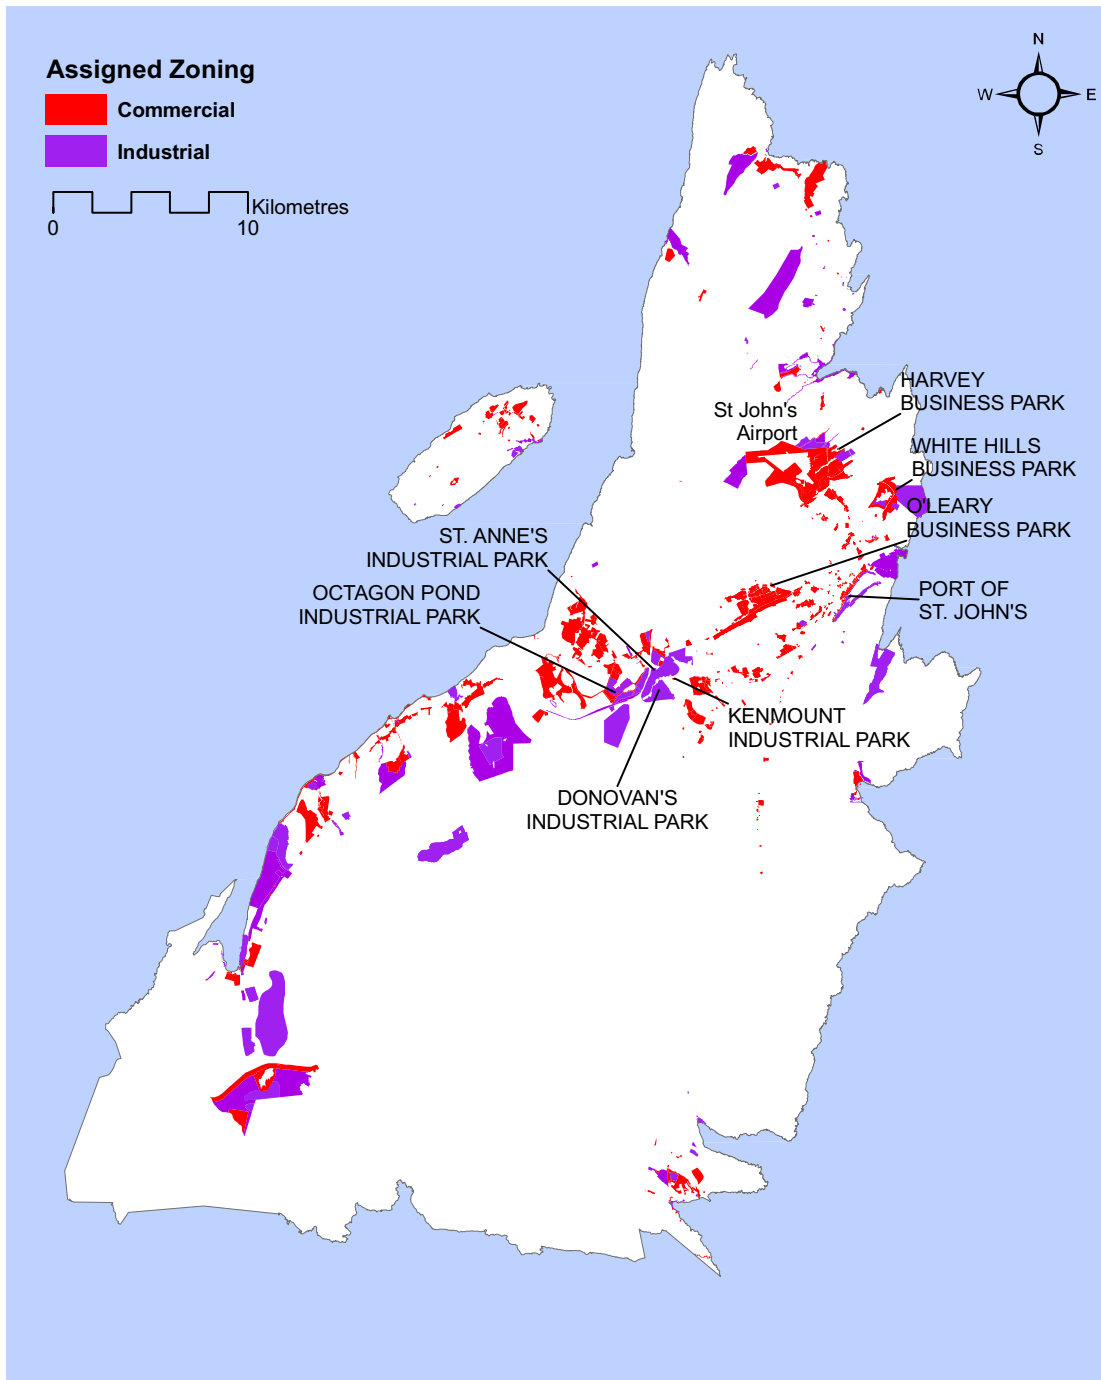 Assigned Zoning
Commercial
Industrial
Kilometres
0 10
N
W E
S
HARVEY
BUSINESS PARK
St John's
Airport
WHITE HILLS
BUSINESS PARK
O'LEARY
BUSINESS PARK
ST. ANNE'S
INDUSTRIAL PARK
OCTAGON POND
INDUSTRIAL PARK
PORT OF
ST. JOHN'S
KENMOUNT
INDUSTRIAL PARK
DONOVAN'S
INDUSTRIAL PARK